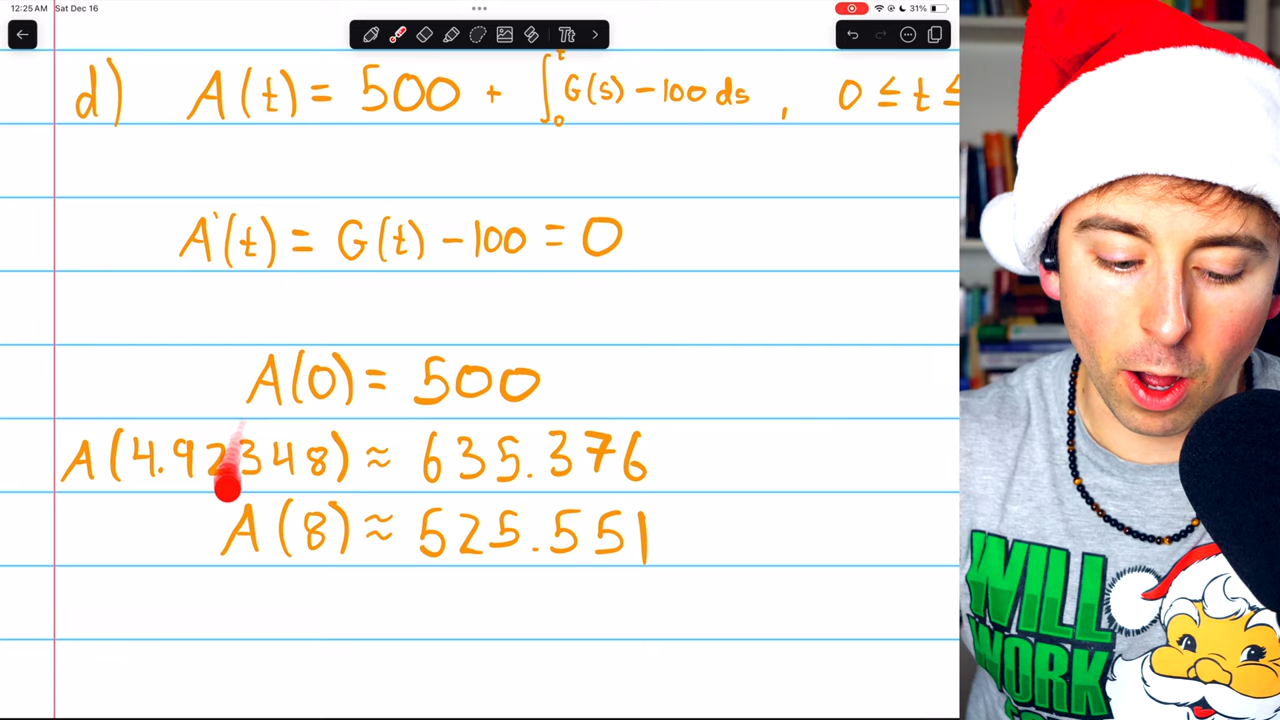 12:25 AM Sat Dec 16
31%
Tt
d) A(t) = 500 + ∫₀ᵗ G(s) - 100 ds , 0 ≤ t ≤
A'(t) = G(t) - 100 = 0
A(0) = 500
A(4.92348) ≈ 635.376
A(8) ≈ 525.551
WILL
WORK